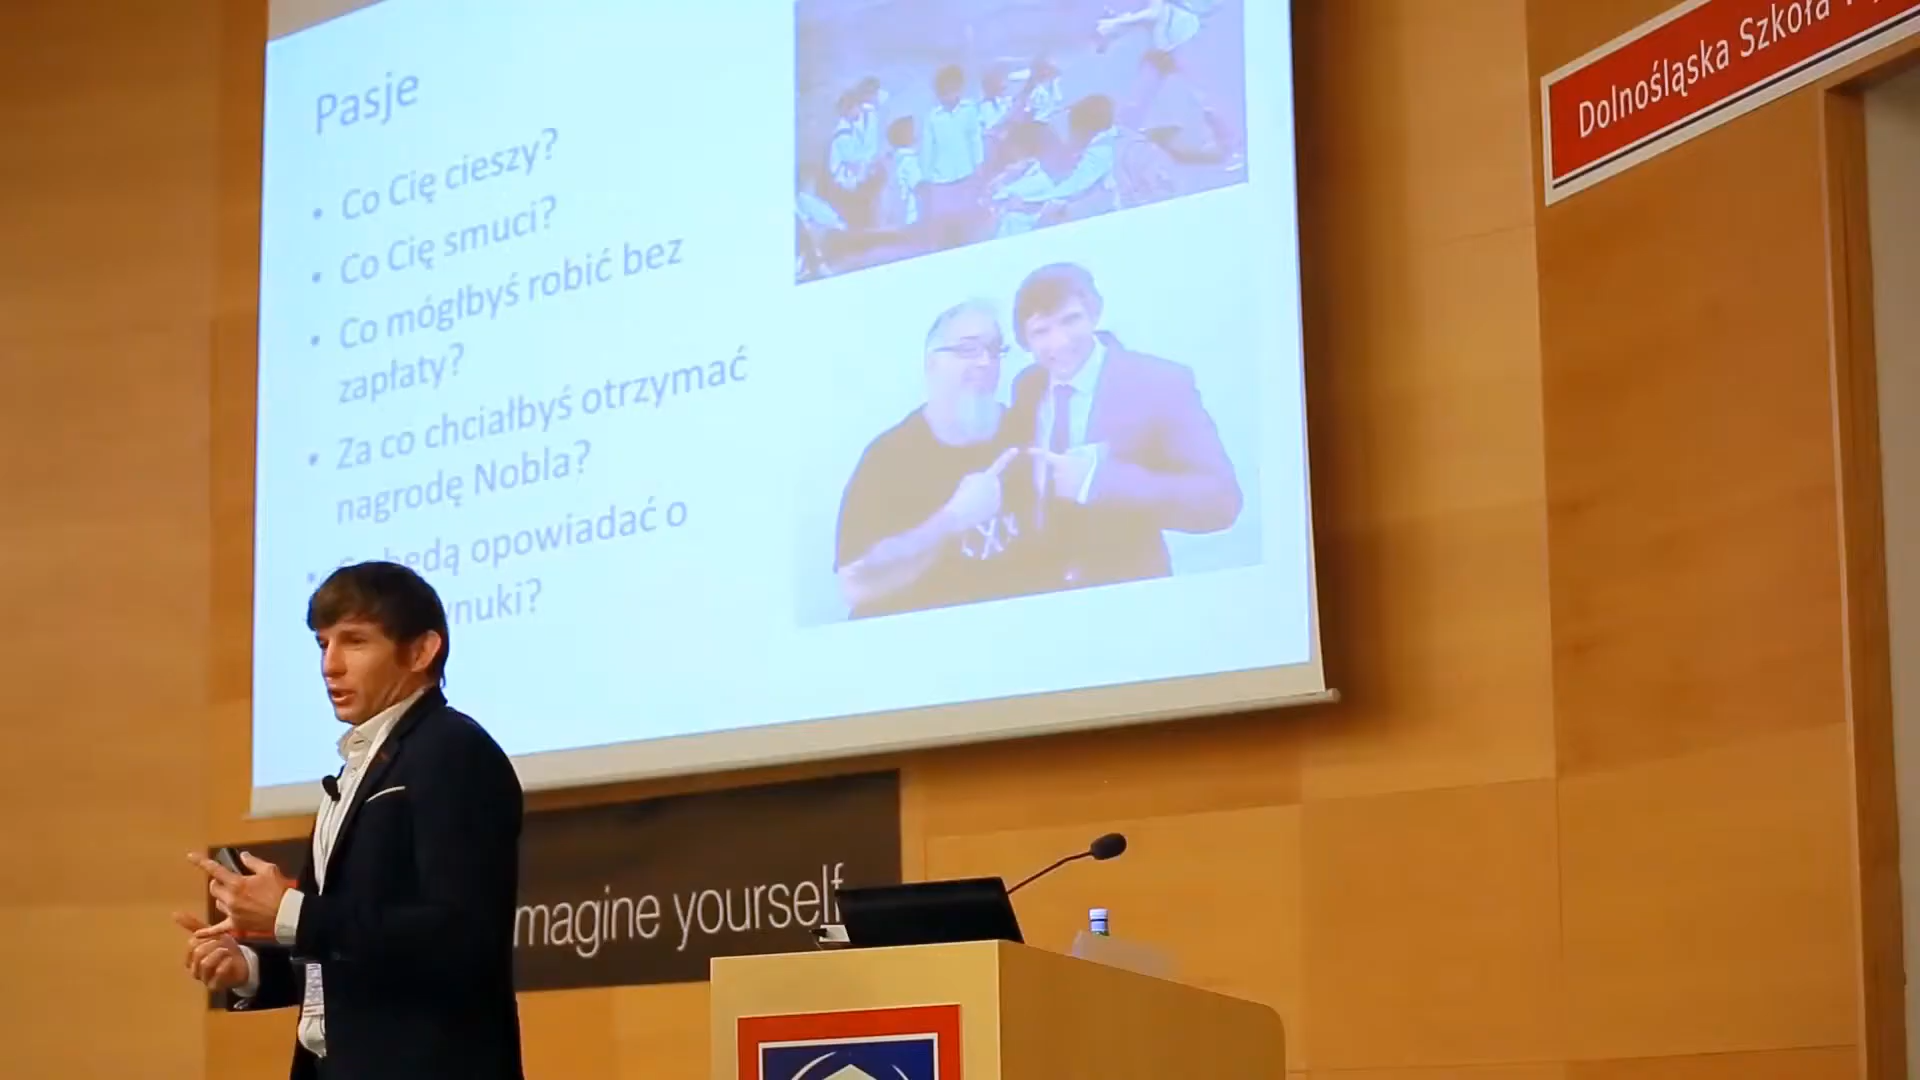 Pasje
• Co Cię cieszy?
• Co Cię smuci?
• Co mógłbyś robić bez
zapłaty?
• Za co chciałbyś otrzymać
nagrodę Nobla?
• będą opowiadać o
wnuki?
Dolnośląska Szkoła
magine yourself